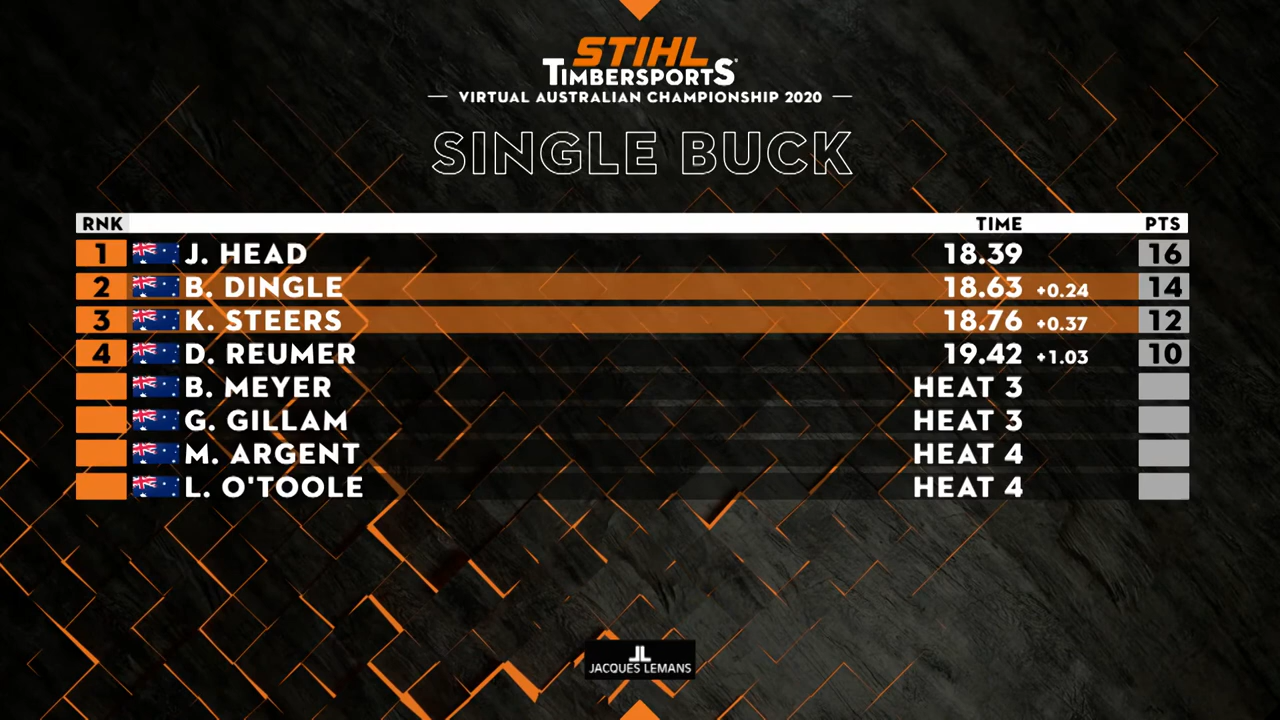 STIHL
TIMBERSPORTS®
VIRTUAL AUSTRALIAN CHAMPIONSHIP 2020
SINGLE BUCK
RNK TIME PTS
1 J. HEAD 18.39 16
2 B. DINGLE 18.63 +0.24 14
3 K. STEERS 18.76 +0.37 12
4 D. REUMER 19.42 +1.03 10
B. MEYER HEAT 3
G. GILLAM HEAT 3
M. ARGENT HEAT 4
L. O'TOOLE HEAT 4
JL
JACQUES LEMANS